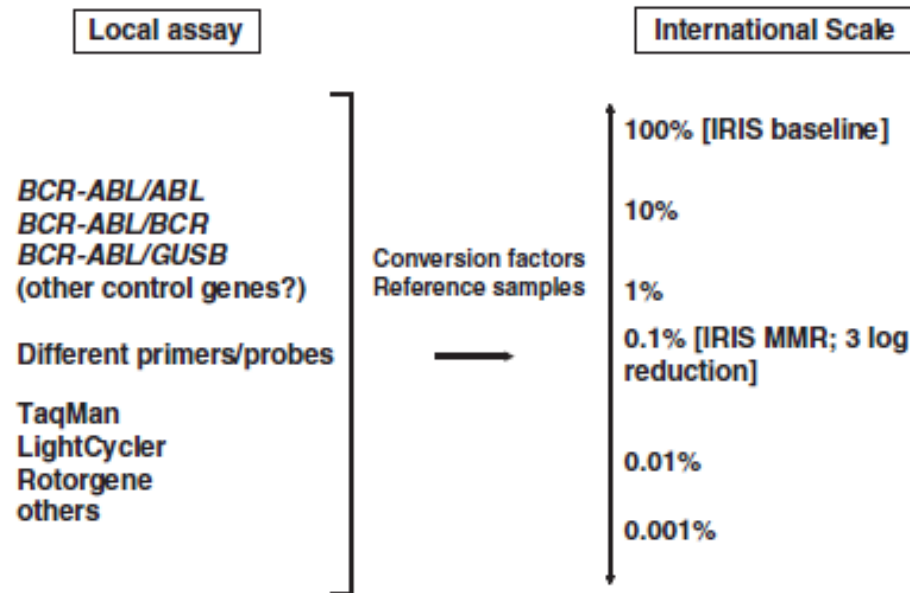 Local assay
International Scale
BCR-ABL/ABL
BCR-ABL/BCR
BCR-ABL/GUSB
(other control genes?)
Different primers/probes
TaqMan
LightCycler
Rotorgene
others
Conversion factors
Reference samples
100% [IRIS baseline]
10%
1%
0.1% [IRIS MMR; 3 log
reduction]
0.01%
0.001%